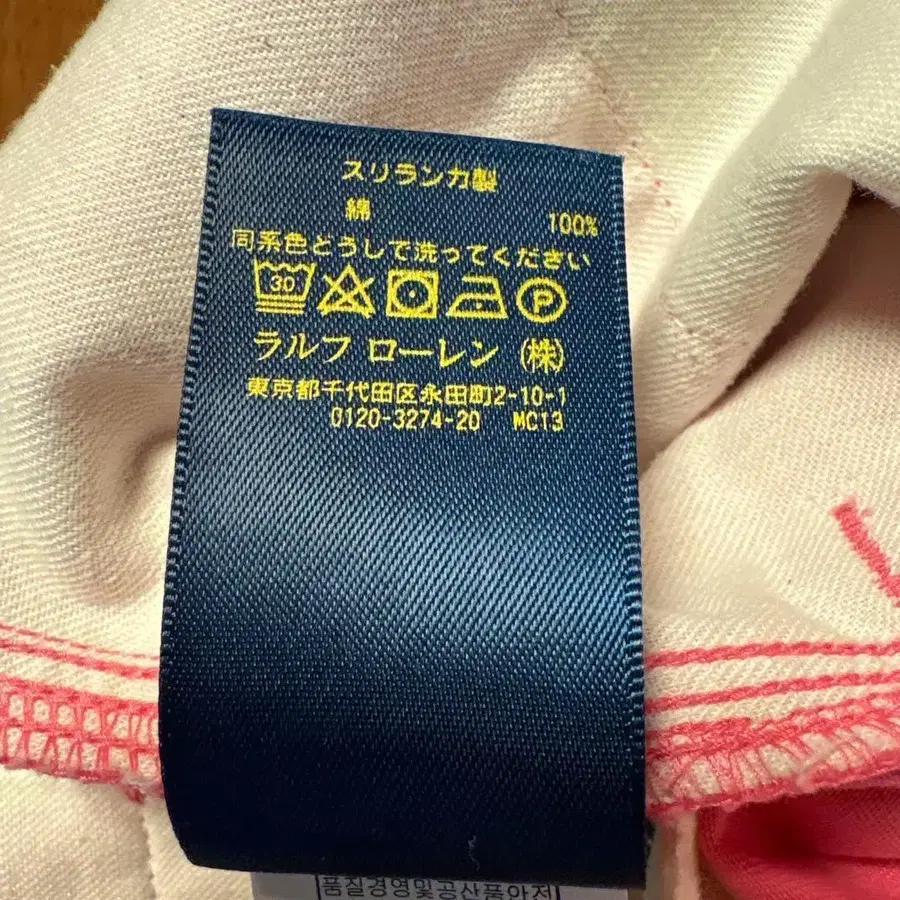 スリランカ製
綿 100%
同系色どうしで洗ってください
30 P
ラルフ ローレン (株)
東京都千代田区永田町2-10-1
0120-3274-20 MC13
품질경영및공산품안전